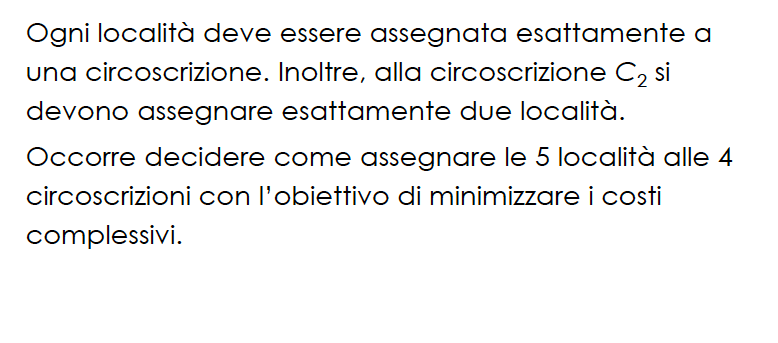 Ogni località deve essere assegnata esattamente a
una circoscrizione. Inoltre, alla circoscrizione C₂ si
devono assegnare esattamente due località.
Occorre decidere come assegnare le 5 località alle 4
circoscrizioni con l'obiettivo di minimizzare i costi
complessivi.